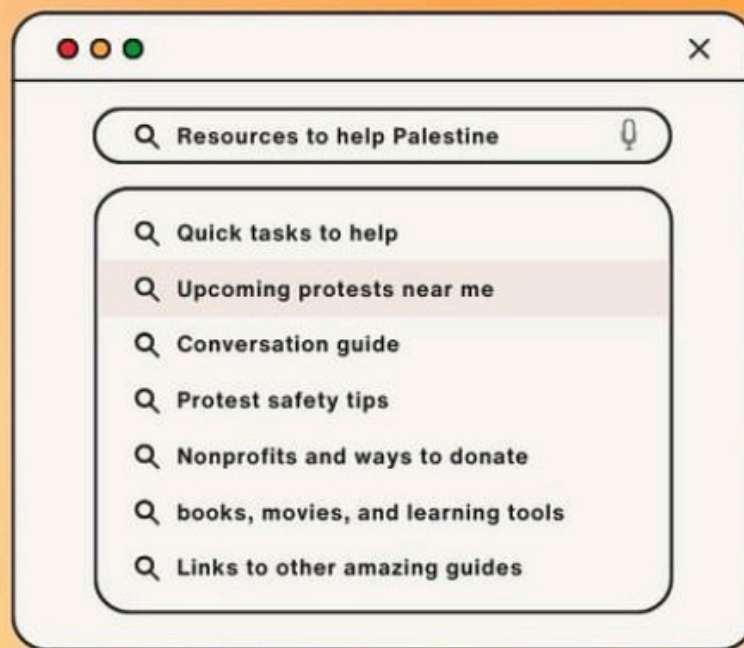 Resources to help Palestine
Quick tasks to help
Upcoming protests near me
Conversation guide
Protest safety tips
Nonprofits and ways to donate
books, movies, and learning tools
Links to other amazing guides